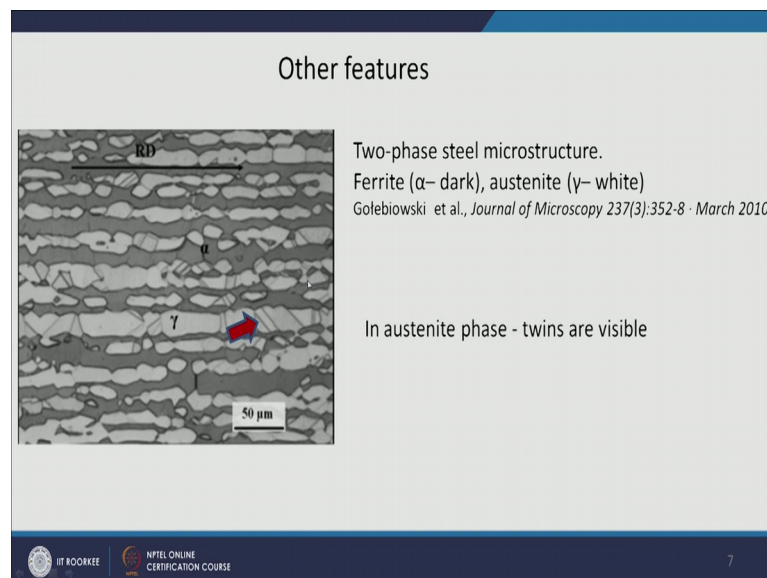 Other features
RD
α
γ
50 µm
Two-phase steel microstructure.
Ferrite (α– dark), austenite (γ– white)
Gołebiowski et al., Journal of Microscopy 237(3):352-8 · March 2010
In austenite phase - twins are visible
IIT ROORKEE
NPTEL ONLINE
CERTIFICATION COURSE
7